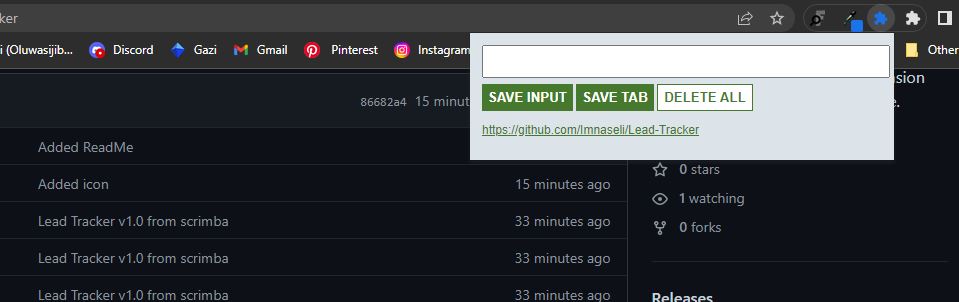 ker
i (Oluwasijib... Discord Gazi Gmail Pinterest Instagram Other
SAVE INPUT SAVE TAB DELETE ALL
https://github.com/Imnaseli/Lead-Tracker
86682a4 15 minut
Added ReadMe
Added icon 15 minutes ago
Lead Tracker v1.0 from scrimba 33 minutes ago
Lead Tracker v1.0 from scrimba 33 minutes ago
Lead Tracker v1.0 from scrimba 33 minutes ago
nsion
e.
0 stars
1 watching
0 forks
Releases